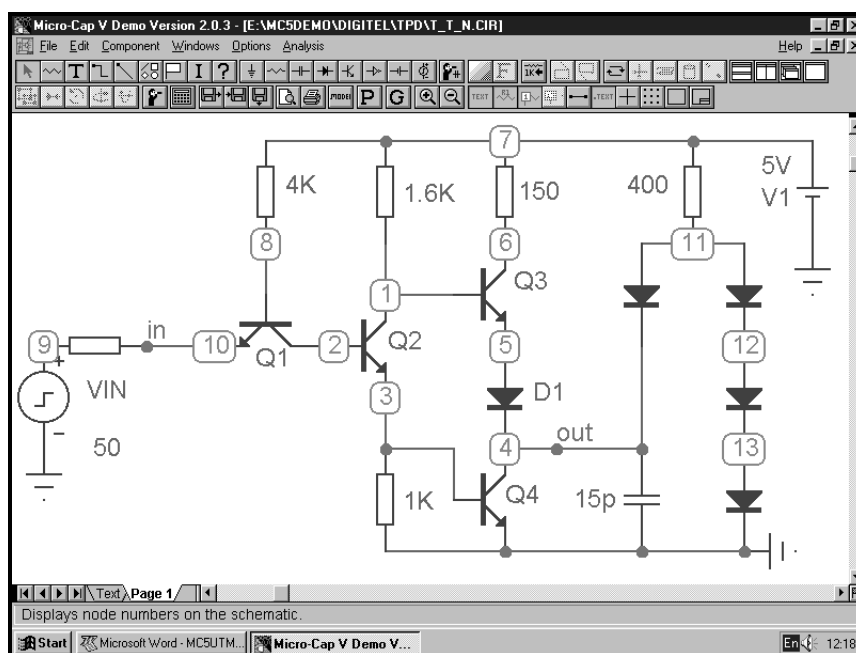 Micro-Cap V Demo Version 2.0.3 - [E:\MC5DEMO\DIGITEL\TPD\T_T_N.CIR]
File Edit Component Windows Options Analysis Help
T I ?
1K
MODEL P G TEXT R1 +TEXT
7
5V
V1
4K
1.6K
150
400
8
6
11
1
Q3
in
9
10
Q1
2
Q2
5
12
VIN
3
D1
50
4
out
13
1K
Q4
15p
Text Page 1
Displays node numbers on the schematic.
Start Microsoft Word - MC5UTM... Micro-Cap V Demo V... En 12:18